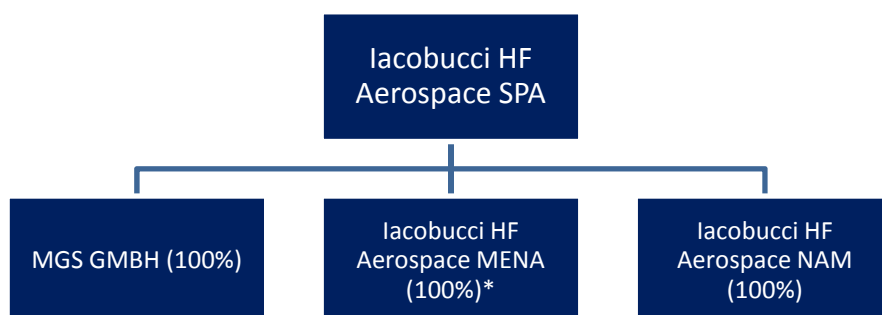 Iacobucci HF
Aerospace SPA
MGS GMBH (100%)
Iacobucci HF
Aerospace MENA
(100%)*
Iacobucci HF
Aerospace NAM
(100%)